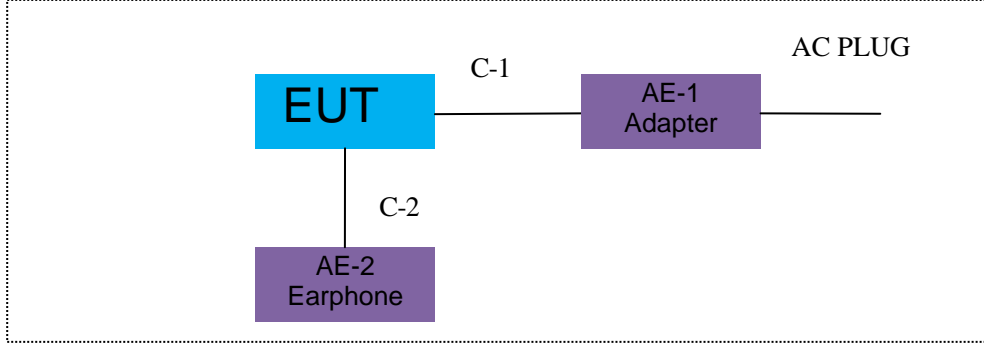 AC PLUG
C-1
EUT
AE-1
Adapter
C-2
AE-2
Earphone